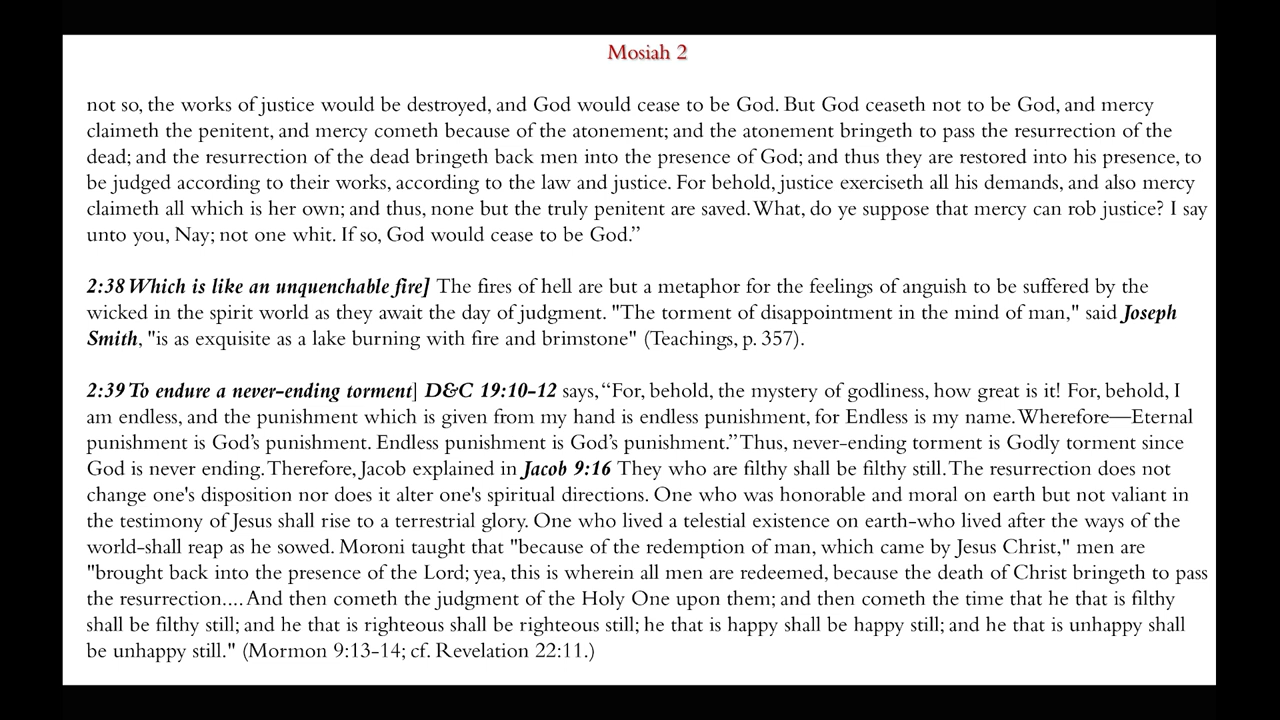 Mosiah 2
not so, the works of justice would be destroyed, and God would cease to be God. But God ceaseth not to be God, and mercy
claimeth the penitent, and mercy cometh because of the atonement; and the atonement bringeth to pass the resurrection of the
dead; and the resurrection of the dead bringeth back men into the presence of God; and thus they are restored into his presence, to
be judged according to their works, according to the law and justice. For behold, justice exerciseth all his demands, and also mercy
claimeth all which is her own; and thus, none but the truly penitent are saved. What, do ye suppose that mercy can rob justice? I say
unto you, Nay; not one whit. If so, God would cease to be God.”
2:38 Which is like an unquenchable fire] The fires of hell are but a metaphor for the feelings of anguish to be suffered by the
wicked in the spirit world as they await the day of judgment. "The torment of disappointment in the mind of man," said Joseph
Smith, "is as exquisite as a lake burning with fire and brimstone" (Teachings, p. 357).
2:39 To endure a never-ending torment] D&C 19:10-12 says, “For, behold, the mystery of godliness, how great is it! For, behold, I
am endless, and the punishment which is given from my hand is endless punishment, for Endless is my name. Wherefore—Eternal
punishment is God’s punishment. Endless punishment is God’s punishment.” Thus, never-ending torment is Godly torment since
God is never ending. Therefore, Jacob explained in Jacob 9:16 They who are filthy shall be filthy still. The resurrection does not
change one's disposition nor does it alter one's spiritual directions. One who was honorable and moral on earth but not valiant in
the testimony of Jesus shall rise to a terrestrial glory. One who lived a telestial existence on earth-who lived after the ways of the
world-shall reap as he sowed. Moroni taught that "because of the redemption of man, which came by Jesus Christ," men are
"brought back into the presence of the Lord; yea, this is wherein all men are redeemed, because the death of Christ bringeth to pass
the resurrection.... And then cometh the judgment of the Holy One upon them; and then cometh the time that he that is filthy
shall be filthy still; and he that is righteous shall be righteous still; he that is happy shall be happy still; and he that is unhappy shall
be unhappy still." (Mormon 9:13-14; cf. Revelation 22:11.)